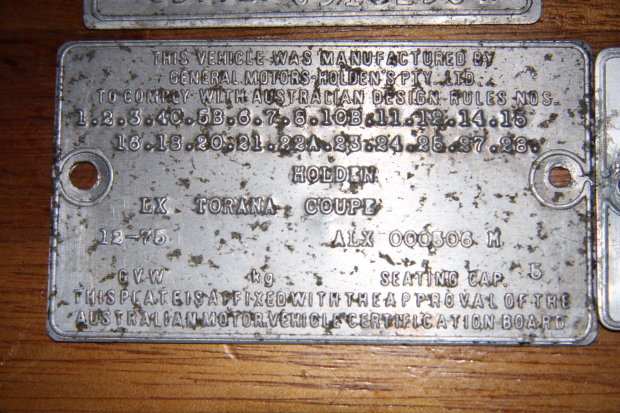 THIS VEHICLE WAS MANUFACTURED BY
GENERAL MOTORS-HOLDEN'S PTY. LTD.
TO COMPLY WITH AUSTRALIAN DESIGN RULES NOS.
1.2.3.4C.5B.6.7.8.10B.11.12.14.15
16.18.20.21.22A.23.24.25.27.28.
HOLDEN
LX TORANA COUPE
12-75 ALX 000506 M
GVW kg SEATING CAP. 5
THIS PLATE IS AFFIXED WITH THE APPROVAL OF THE
AUSTRALIAN MOTOR VEHICLE CERTIFICATION BOARD